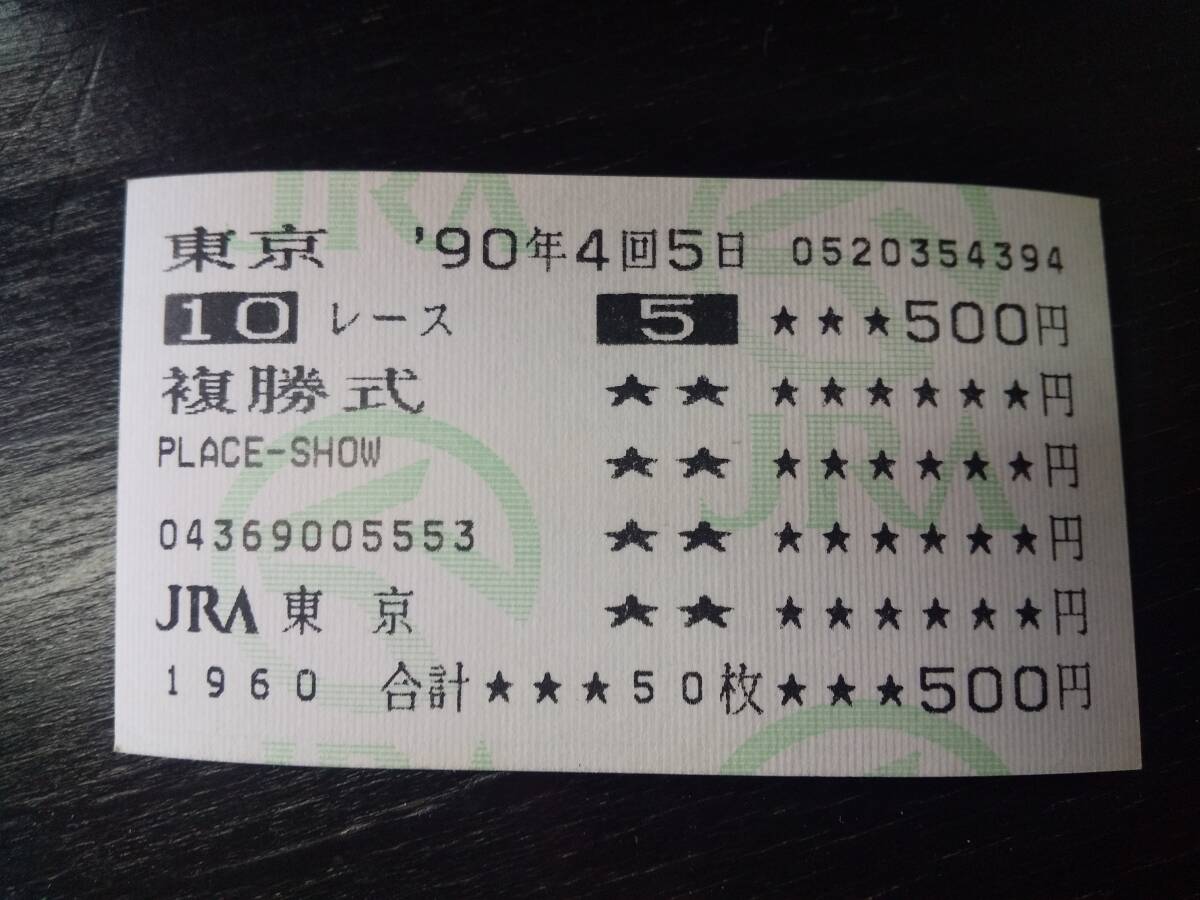 東京 '90年4回5日 0520354394
10 レース 5 ★★★500円
複勝式 ★★ ★★★★★★円
PLACE-SHOW ★★ ★★★★★★円
04369005553 ★★ ★★★★★★円
JRA 東 京 ★★ ★★★★★★円
1960 合計★★★50枚★★★500円